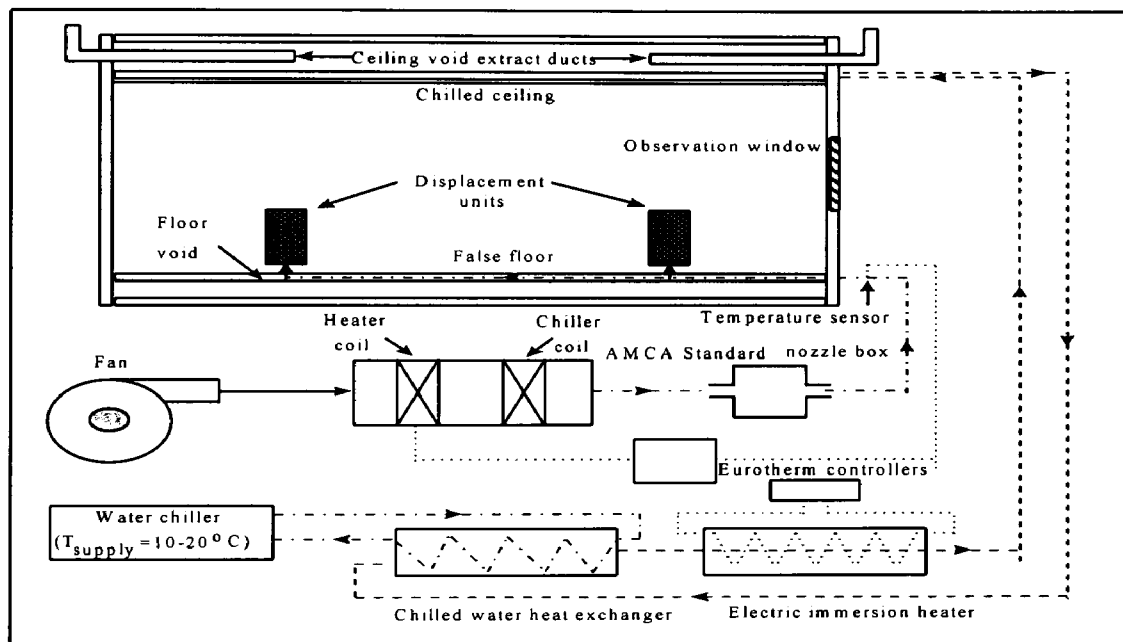 Ceiling void extract ducts
Chilled ceiling
Observation window
Displacement
units
Floor
void
False floor
Temperature sensor
Heater
coil
Chiller
coil
AMCA Standard nozzle box
Fan
Eurotherm controllers
Water chiller
(T_supply = 10-20 °C)
Chilled water heat exchanger
Electric immersion heater